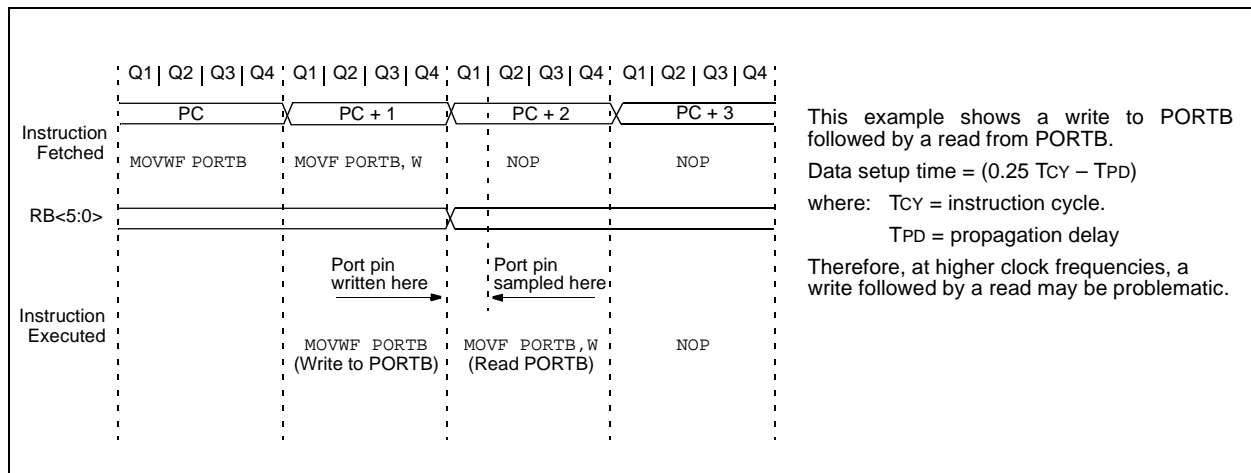 Q1 | Q2 | Q3 | Q4 Q1 | Q2 | Q3 | Q4 Q1 | Q2 | Q3 | Q4 Q1 | Q2 | Q3 | Q4
PC PC + 1 PC + 2 PC + 3
Instruction
Fetched
MOVWF PORTB MOVF PORTB, W NOP NOP
RB<5:0>
Port pin
written here
Port pin
sampled here
Instruction
Executed
MOVWF PORTB
(Write to PORTB)
MOVF PORTB,W
(Read PORTB)
NOP
This example shows a write to PORTB
followed by a read from PORTB.
Data setup time = (0.25 TCY – TPD)
where: TCY = instruction cycle.
TPD = propagation delay
Therefore, at higher clock frequencies, a
write followed by a read may be problematic.